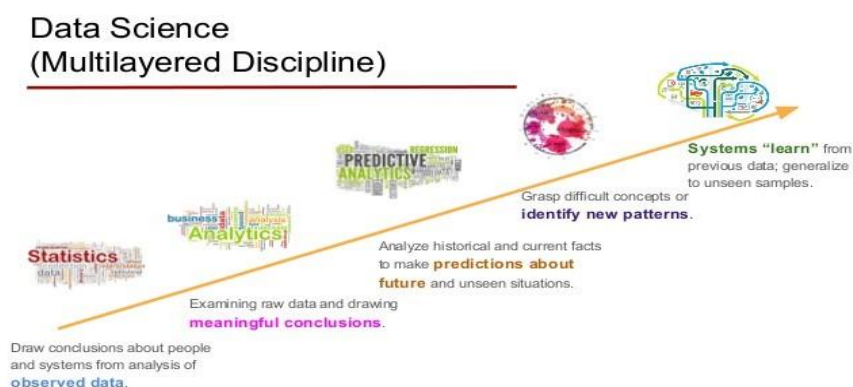 Data Science
(Multilayered Discipline)
Systems “learn” from
previous data; generalize
to unseen samples.
REGRESSION
PREDICTIVE
ANALYTICS
Grasp difficult concepts or
identify new patterns.
business
data
analysis
Analytics
Analyze historical and current facts
to make predictions about
future and unseen situations.
Statistics
data
Examining raw data and drawing
meaningful conclusions.
Draw conclusions about people
and systems from analysis of
observed data.